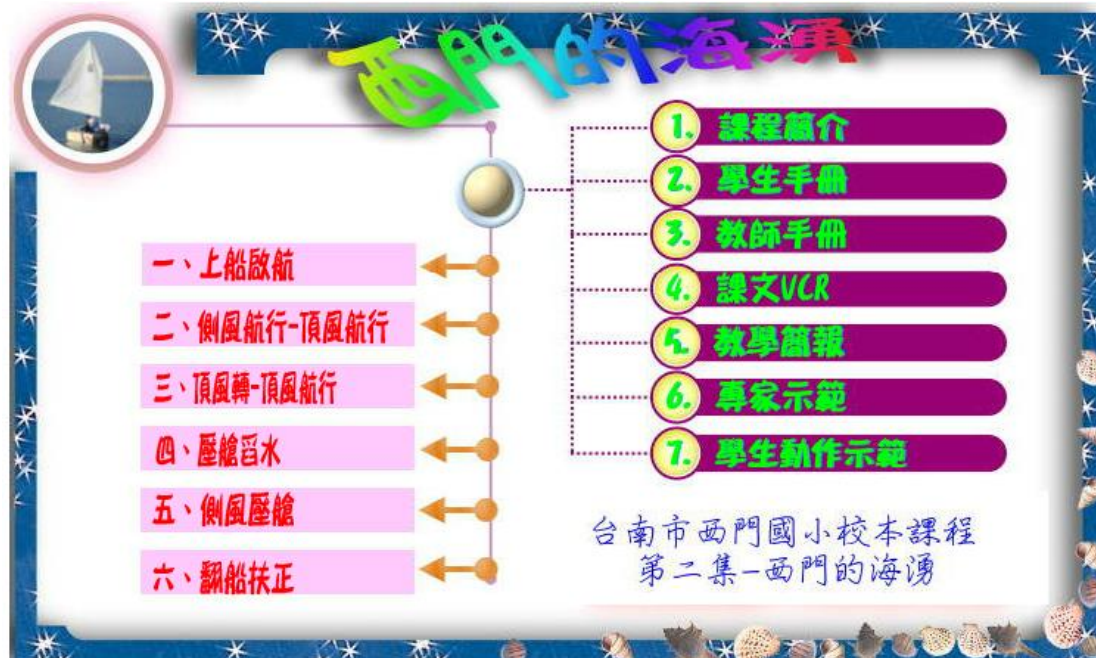 西門的海湧
1. 課程簡介
2. 學生手冊
3. 教師手冊
4. 課文VCR
5. 教學簡報
6. 專家示範
7. 學生動作示範
一、上船啟航
二、側風航行-頂風航行
三、頂風轉-頂風航行
四、壓艙舀水
五、側風壓艙
六、翻船扶正
台南市西門國小校本課程
第二集-西門的海湧